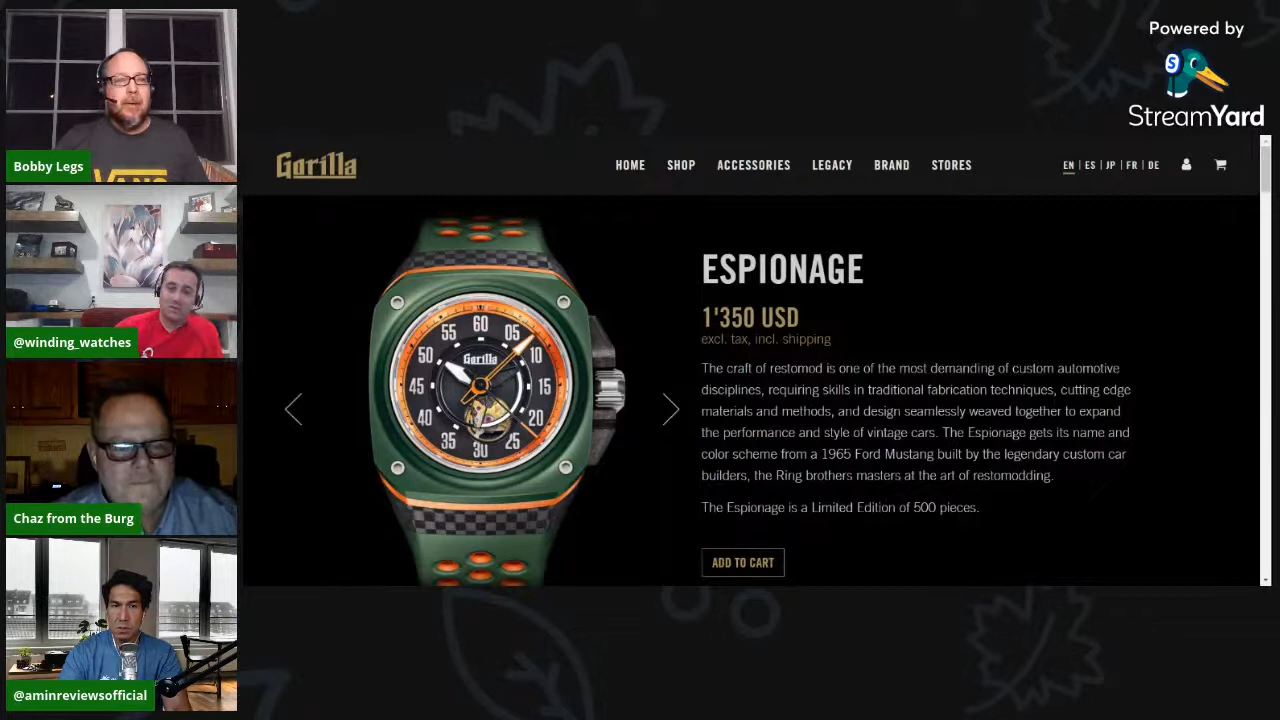 VANS
Bobby Legs
@winding_watches
Chaz from the Burg
@aminreviewsofficial
Powered by
S
StreamYard
Gorilla
HOME SHOP ACCESSORIES LEGACY BRAND STORES
EN | ES | JP | FR | DE
60
05
10
15
20
25
30
35
40
45
50
55
Gorilla
ESPIONAGE
1'350 USD
excl. tax, incl. shipping
The craft of restomod is one of the most demanding of custom automotive
disciplines, requiring skills in traditional fabrication techniques, cutting edge
materials and methods, and design seamlessly weaved together to expand
the performance and style of vintage cars. The Espionage gets its name and
color scheme from a 1965 Ford Mustang built by the legendary custom car
builders, the Ring brothers masters at the art of restomodding.
The Espionage is a Limited Edition of 500 pieces.
ADD TO CART